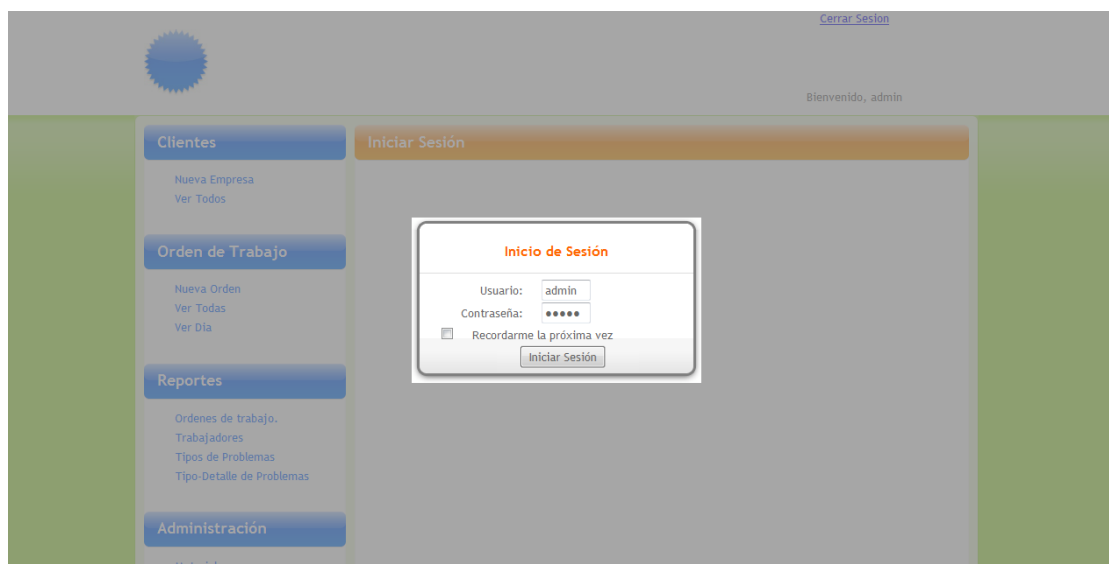 Cerrar Sesion
Bienvenido, admin
Clientes
Nueva Empresa
Ver Todos
Orden de Trabajo
Nueva Orden
Ver Todas
Ver Dia
Reportes
Ordenes de trabajo.
Trabajadores
Tipos de Problemas
Tipo-Detalle de Problemas
Administración
Iniciar Sesión
Inicio de Sesión
Usuario: admin
Contraseña: •••••
Recordarme la próxima vez
Iniciar Sesión